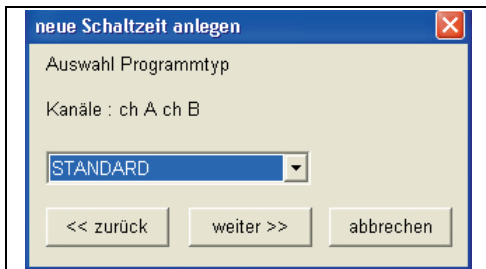 neue Schaltzeit anlegen
Auswahl Programmtyp
Kanäle : ch A ch B
STANDARD
<< zurück weiter >> abbrechen